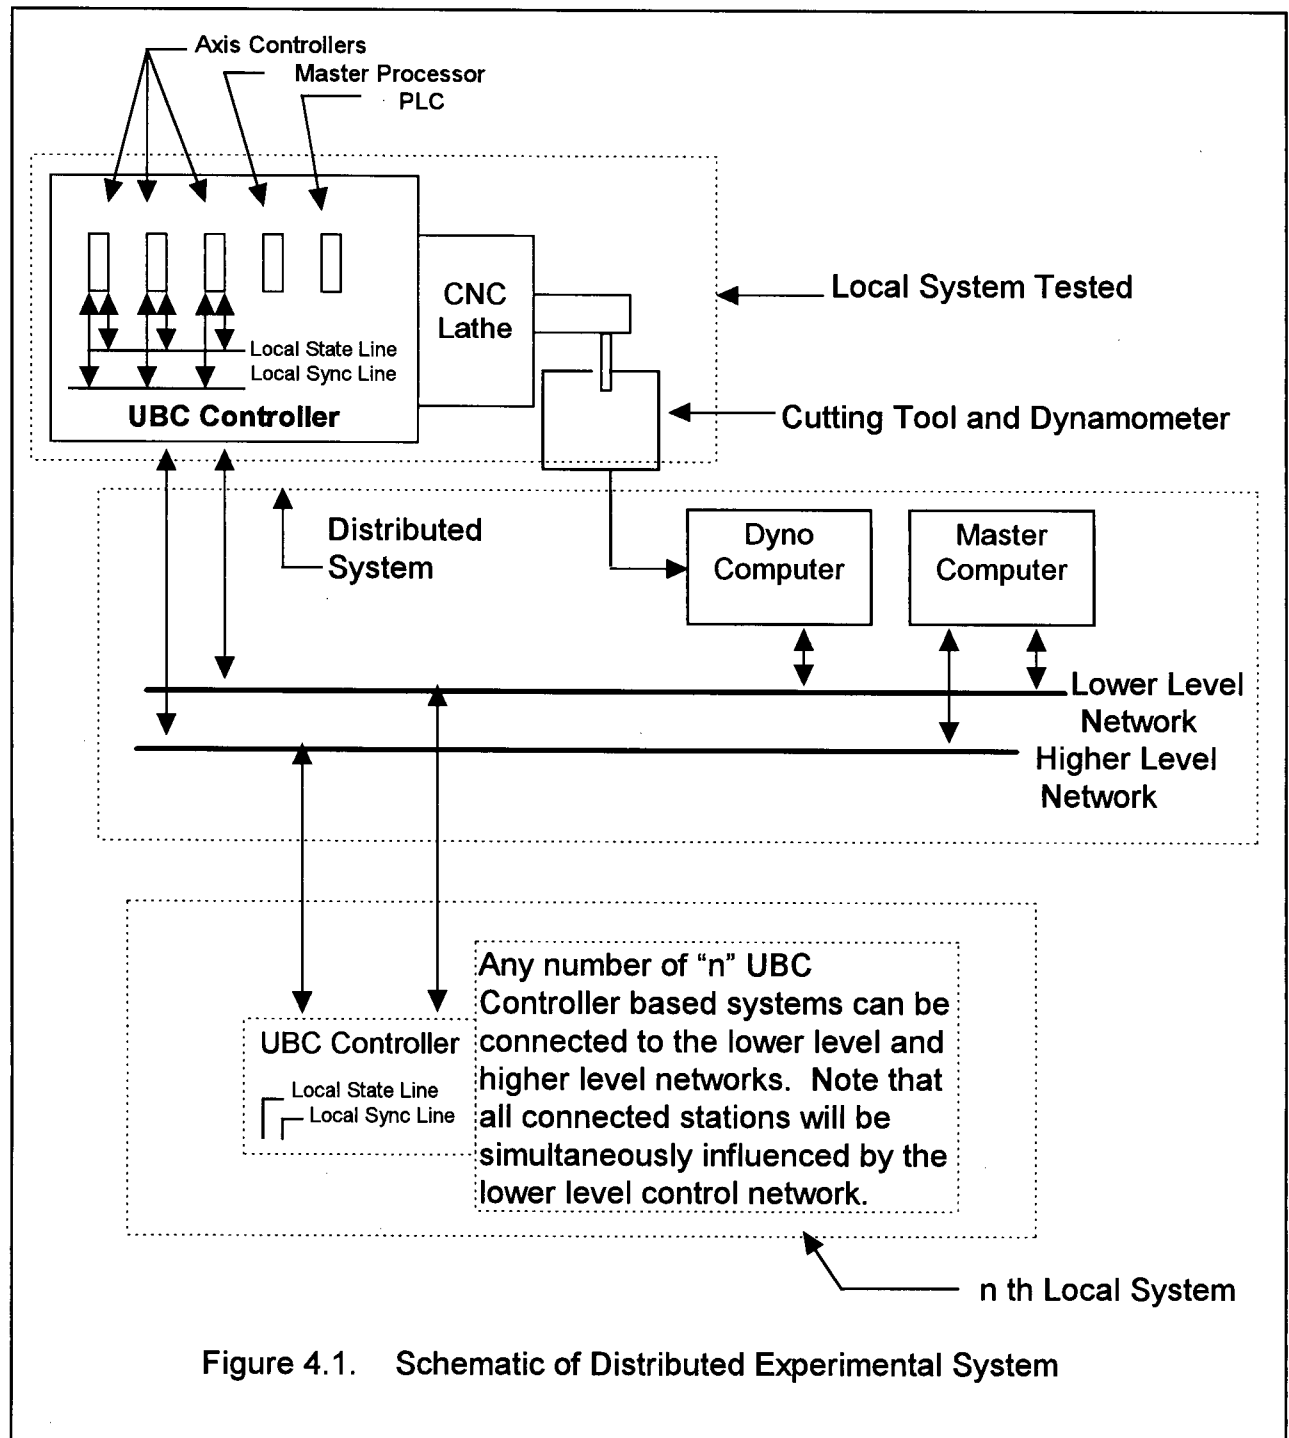 Axis Controllers
Master Processor
PLC
CNC
Lathe
Local System Tested
Local State Line
Local Sync Line
UBC Controller
Cutting Tool and Dynamometer
Distributed
System
Dyno
Computer
Master
Computer
Lower Level
Network
Higher Level
Network
Any number of “n” UBC
Controller based systems can be
connected to the lower level and
higher level networks.  Note that
all connected stations will be
simultaneously influenced by the
lower level control network.
UBC Controller
Local State Line
Local Sync Line
n th Local System
Figure 4.1.   Schematic of Distributed Experimental System